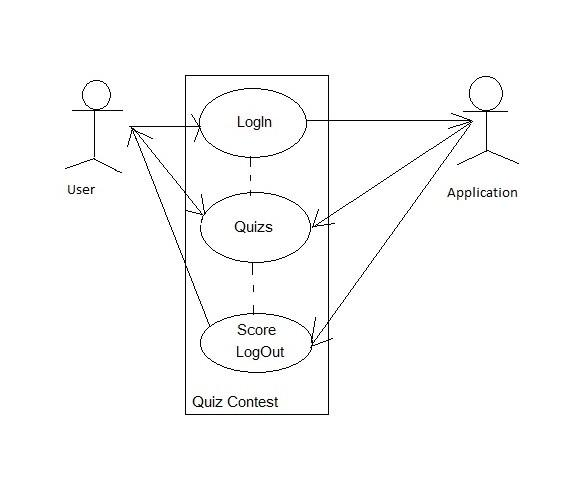 LogIn
User
Application
Quizs
Score
LogOut
Quiz Contest